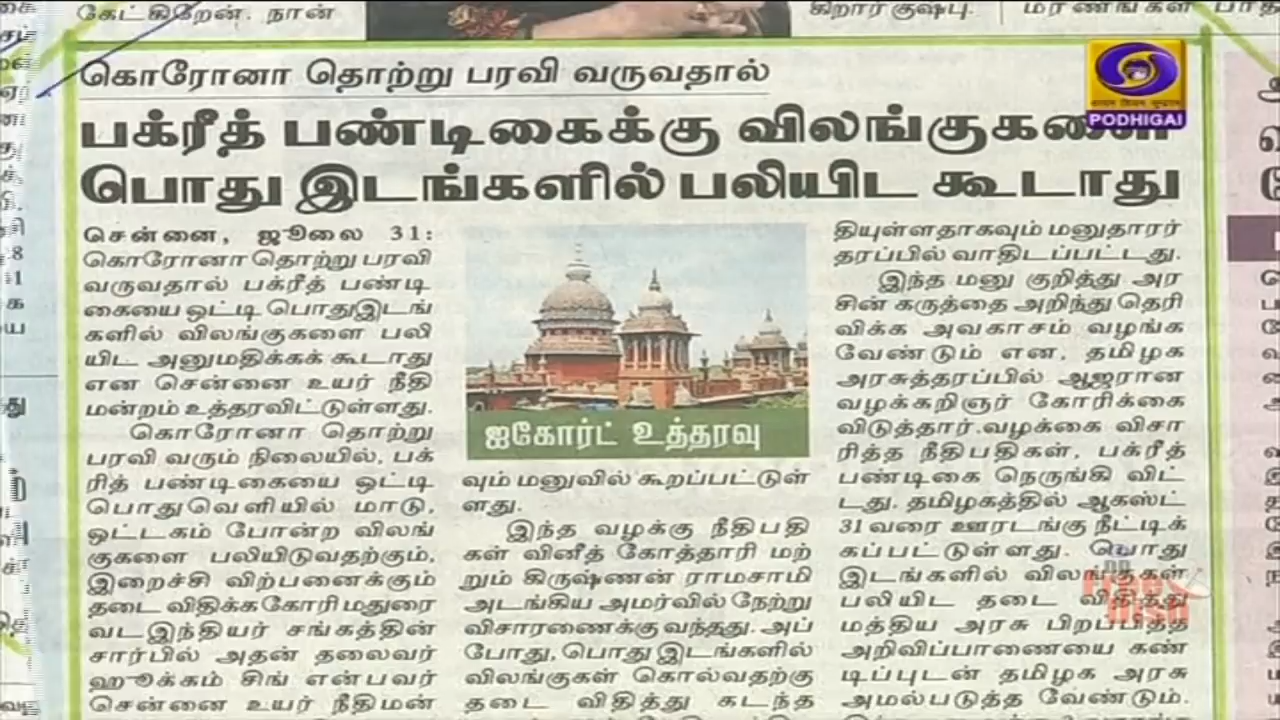 கேட்கிறேன். நான்
கிறார் குஷ்பு.
மரணங்கள்
கொரோனா தொற்று பரவி வருவதால்
பக்ரீத் பண்டிகைக்கு விலங்குகளை
பொது இடங்களில் பலியிட கூடாது
PODHIGAI
சென்னை, ஜூலை 31:
கொரோனா தொற்று பரவி
வருவதால் பக்ரீத் பண்டி
கையை ஒட்டி பொதுஇடங்
களில் விலங்குகளை பலி
யிட அனுமதிக்கக் கூடாது
என சென்னை உயர் நீதி
மன்றம் உத்தரவிட்டுள்ளது.
கொரோனா தொற்று
பரவி வரும் நிலையில், பக்
ரித் பண்டிகையை ஒட்டி
பொதுவெளியில் மாடு,
ஒட்டகம் போன்ற விலங்
குகளை பலியிடுவதற்கும்,
இறைச்சி விற்பனைக்கும்
தடை விதிக்ககோரி மதுரை
வடஇந்தியர் சங்கத்தின்
சார்பில் அதன் தலைவர்
ஹூக்கம் சிங் என்பவர்
சென்னை உயர் நீதிமன்
ஐகோர்ட் உத்தரவு
வும் மனுவில் கூறப்பட்டுள்
ளது.
இந்த வழக்கு நீதிபதி
கள் வினீத் கோத்தாரி மற்
றும் கிருஷ்ணன் ராமசாமி
அடங்கிய அமர்வில் நேற்று
விசாரணைக்கு வந்தது. அப்
போது, பொது இடங்களில்
விலங்குகள் கொல்வதற்கு
தடை விதித்து கடந்த
தியுள்ளதாகவும் மனுதாரர்
தரப்பில் வாதிடப்பட்டது.
இந்த மனு குறித்து அர
சின் கருத்தை அறிந்து தெரி
விக்க அவகாசம் வழங்க
வேண்டும் என, தமிழக
அரசுத்தரப்பில் ஆஜரான
வழக்கறிஞர் கோரிக்கை
விடுத்தார்.வழக்கை விசா
ரித்த நீதிபதிகள், பக்ரீத்
பண்டிகை நெருங்கி விட்
டது. தமிழகத்தில் ஆகஸ்ட்
31 வரை ஊரடங்கு நீட்டிக்
கப்பட்டுள்ளது. பொது
இடங்களில் விலங்குகள்
பலியிட தடை விதித்து
மத்திய அரசு பிறப்பித்த
அறிவிப்பாணையை கண்
டிப்புடன் தமிழக அரசு
அமல்படுத்த வேண்டும்.